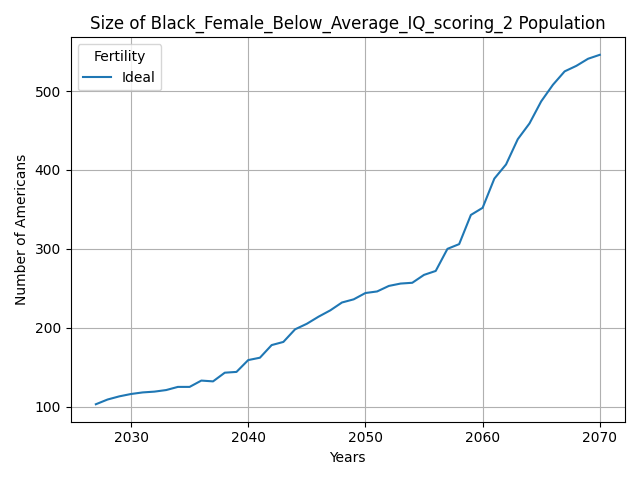 Size of Black_Female_Below_Average_IQ_scoring_2 Population
Fertility
Ideal
Number of Americans
500
400
300
200
100
2030 2040 2050 2060 2070
Years